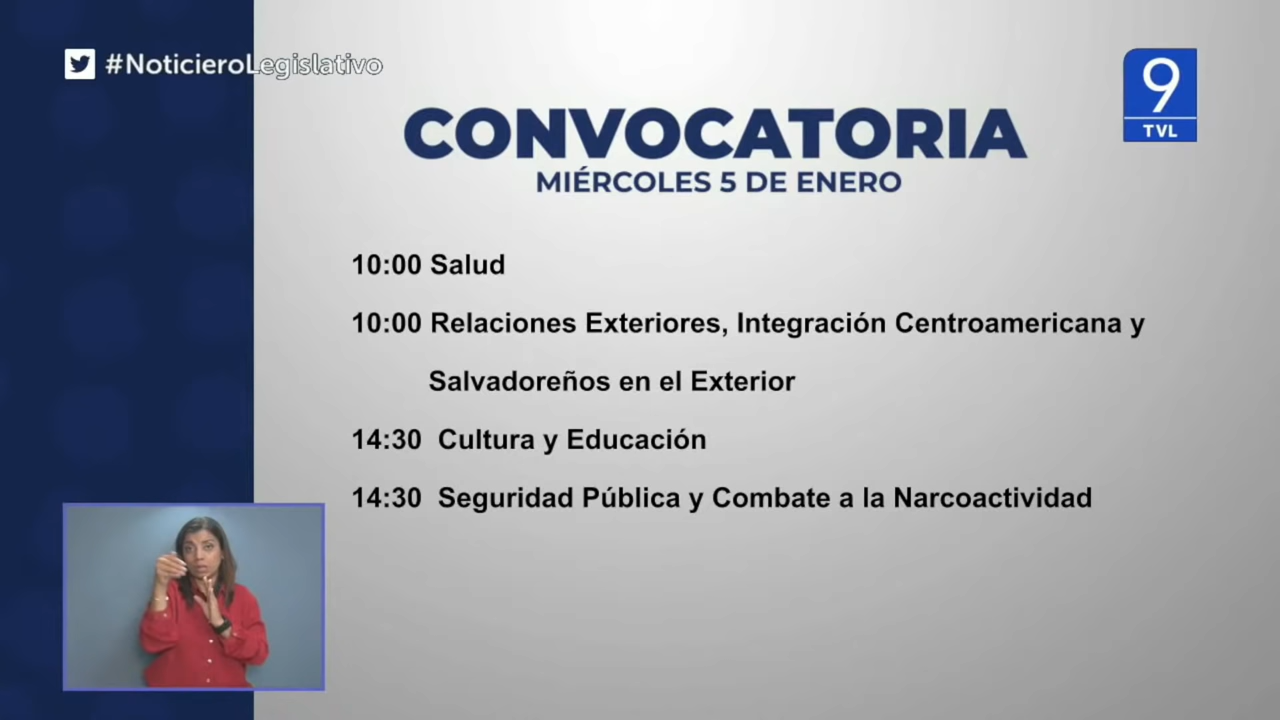 #NoticieroLegislativo
9
TVL
CONVOCATORIA
MIÉRCOLES 5 DE ENERO
10:00 Salud
10:00 Relaciones Exteriores, Integración Centroamericana y
Salvadoreños en el Exterior
14:30 Cultura y Educación
14:30 Seguridad Pública y Combate a la Narcoactividad